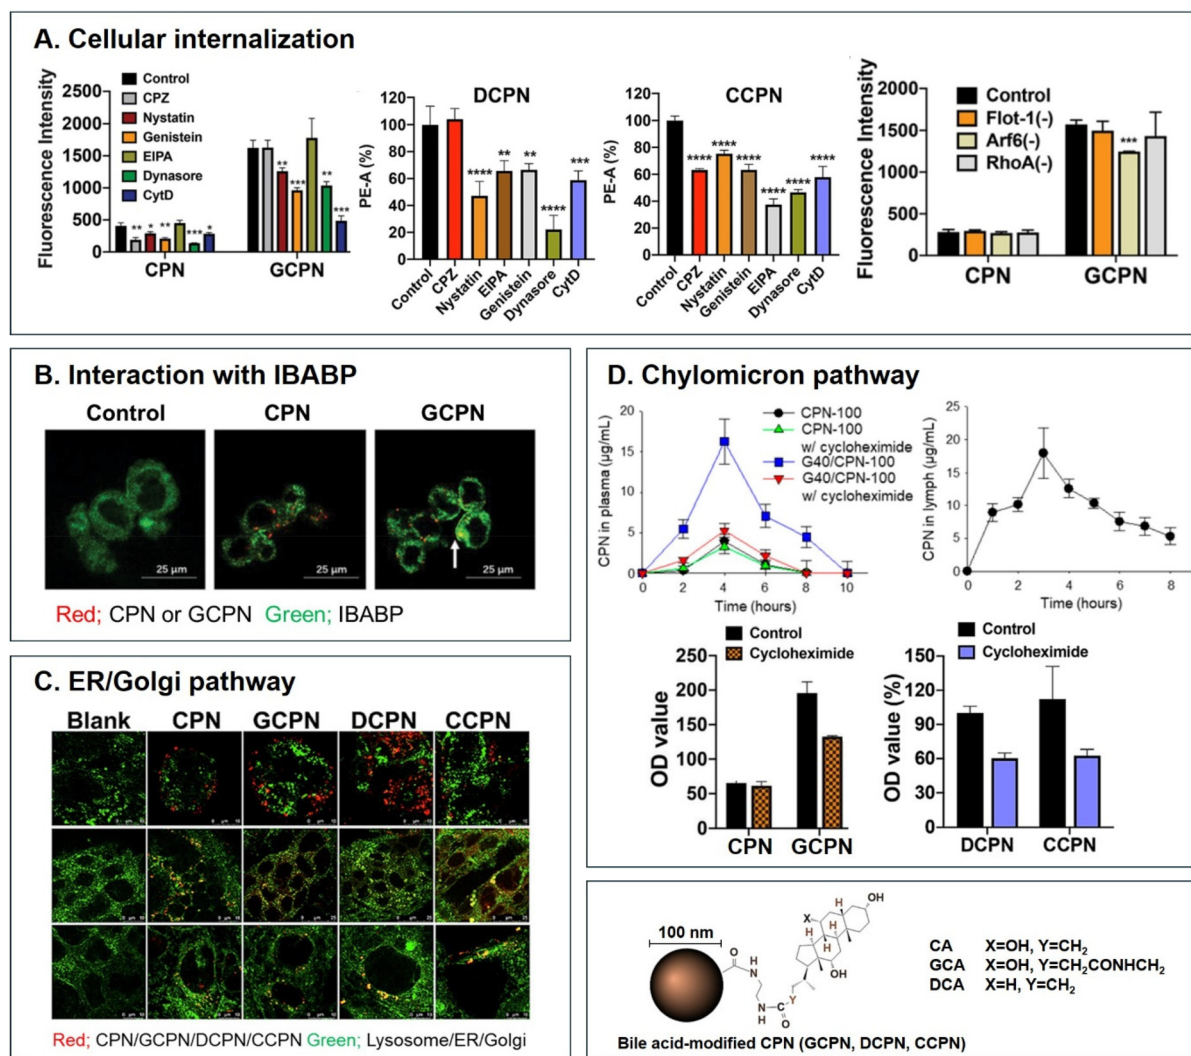 A. Cellular internalization
Fluorescence Intensity
2500
2000
1500
1000
500
0
Control
CPZ
Nystatin
Genistein
EIPA
Dynasore
CytD
** * ** *** *
** *** ** ***
CPN GCPN
DCPN
PE-A (%)
120
100
80
60
40
20
0
**** ** ** **** ***
Control
CPZ
Nystatin
EIPA
Genistein
Dynasore
CytD
CCPN
PE-A (%)
120
100
80
60
40
20
0
**** **** **** **** **** ****
Control
CPZ
Nystatin
Genistein
EIPA
Dynasore
CytD
Fluorescence Intensity
2000
1500
1000
500
0
Control
Flot-1(-)
Arf6(-)
RhoA(-)
***
CPN GCPN
B. Interaction with IBABP
Control CPN GCPN
25 μm 25 μm 25 μm
Red; CPN or GCPN Green; IBABP
C. ER/Golgi pathway
Blank CPN GCPN DCPN CCPN
Red; CPN/GCPN/DCPN/CCPN Green; Lysosome/ER/Golgi
D. Chylomicron pathway
CPN in plasma (μg/mL)
20
15
10
5
0
CPN-100
CPN-100
w/ cycloheximide
G40/CPN-100
G40/CPN-100
w/ cycloheximide
0 2 4 6 8 10
Time (hours)
CPN in lymph (μg/mL)
25
20
15
10
5
0
0 2 4 6 8
Time (hours)
Control
Cycloheximide
OD value
250
200
150
100
50
0
CPN GCPN
Control
Cycloheximide
OD value (%)
150
120
90
60
30
0
DCPN CCPN
100 nm
O
N
H
H
N
C
O
Y
X
H
H
H
H
OH
OH
CA X=OH, Y=CH2
GCA X=OH, Y=CH2CONHCH2
DCA X=H, Y=CH2
Bile acid-modified CPN (GCPN, DCPN, CCPN)